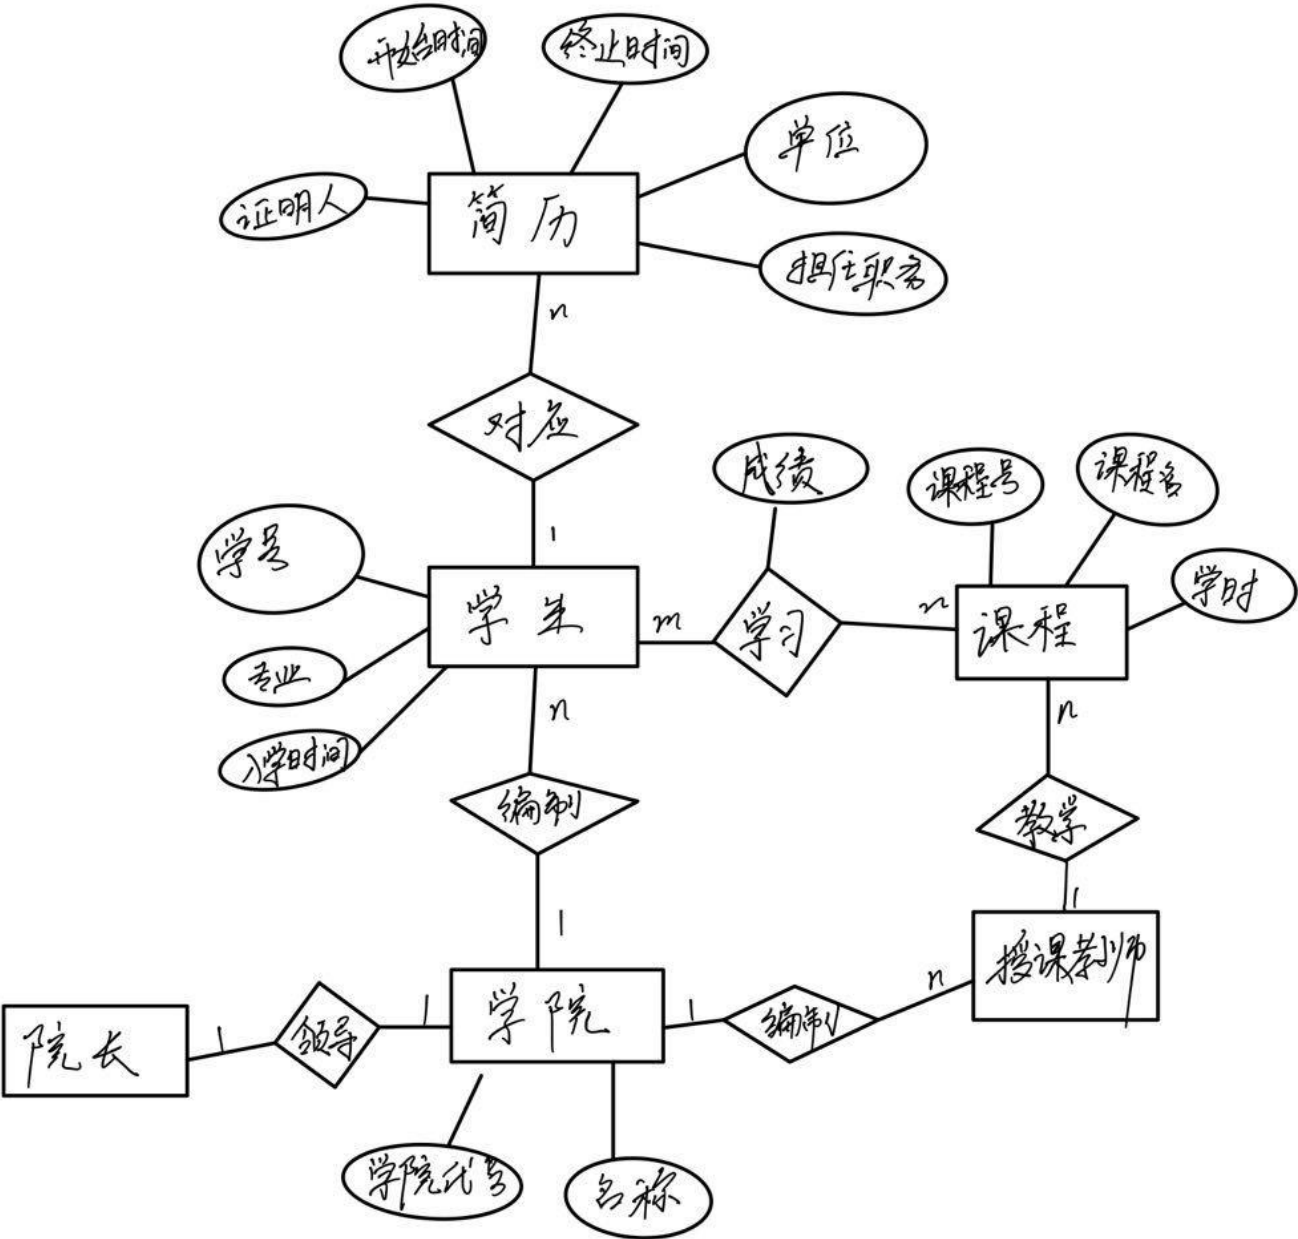 开始时间
终止时间
单位
证明人
简历
担任职务
n
对应
1
成绩
课程号
课程名
学号
学时
学生
m
学习
n
课程
专业
入学时间
n
n
编制
教学
1
1
授课教师
n
学院
1
编制
1
领导
1
院长
学院代号
名称